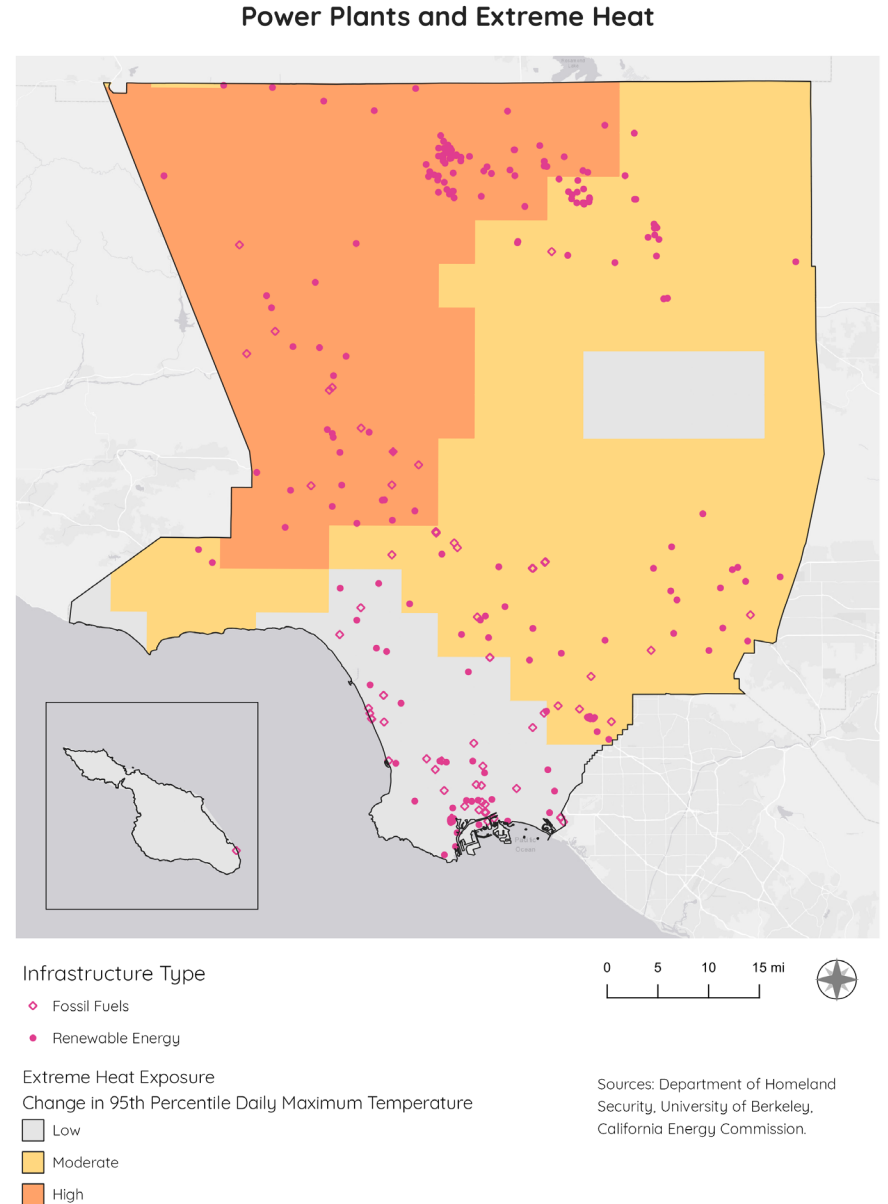 Power Plants and Extreme Heat
Ocean
Infrastructure Type
Fossil Fuels
Renewable Energy
0 5 10 15 mi
Extreme Heat Exposure
Change in 95th Percentile Daily Maximum Temperature
Low
Moderate
High
Sources: Department of Homeland
Security, University of Berkeley,
California Energy Commission.